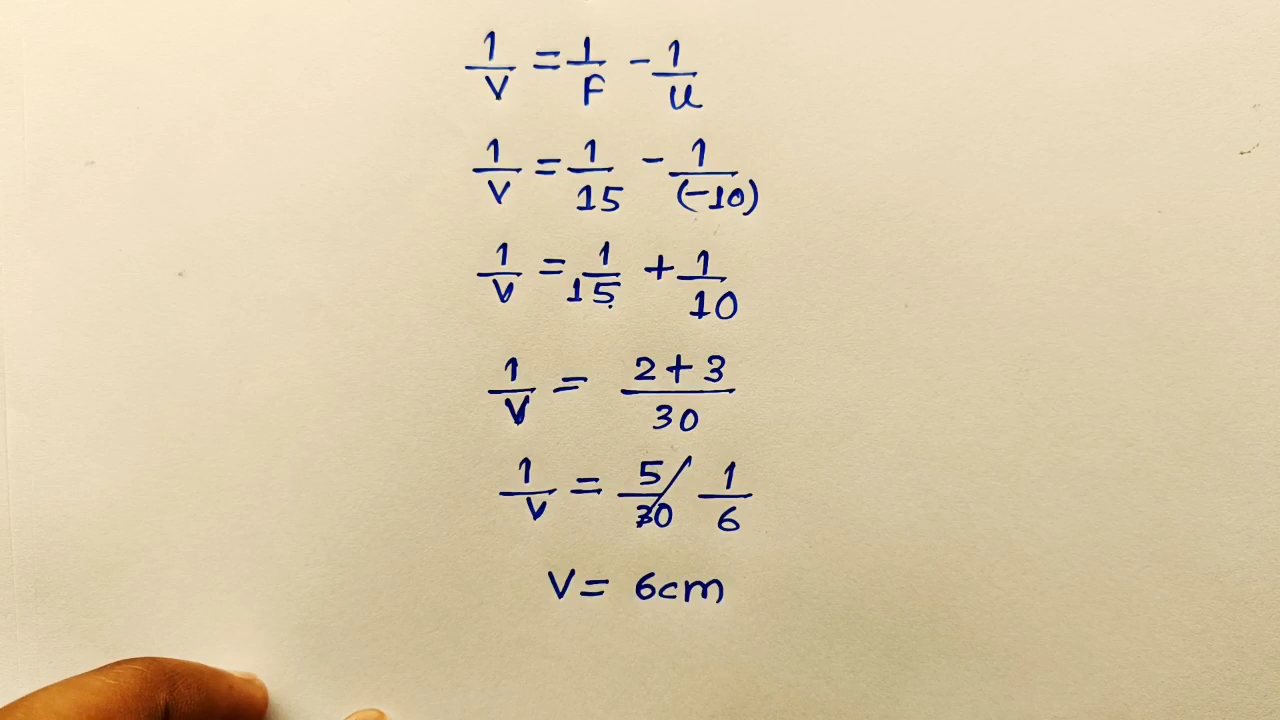 1/V = 1/F - 1/u
1/V = 1/15 - 1/(-10)
1/V = 1/15 + 1/10
1/V = 2+3/30
1/V = 5/30 1/6
V = 6cm